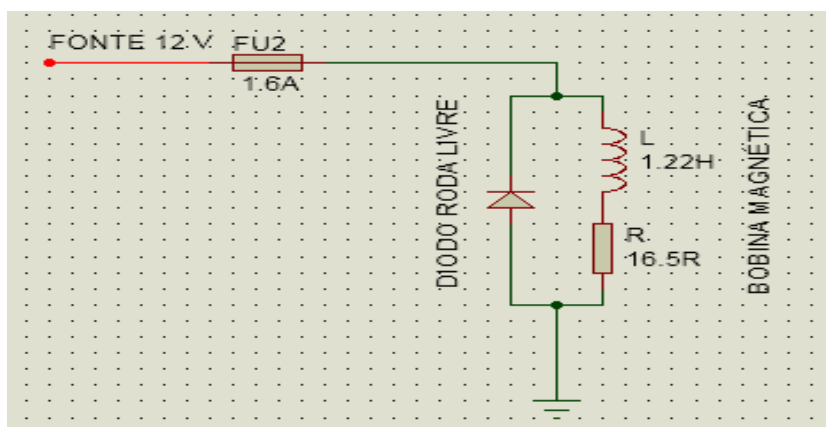 FONTE 12 V
FU2
1.6A
DIODO RODA LIVRE
L
1.22H
R
16.5R
BOBINA MAGNÉTICA